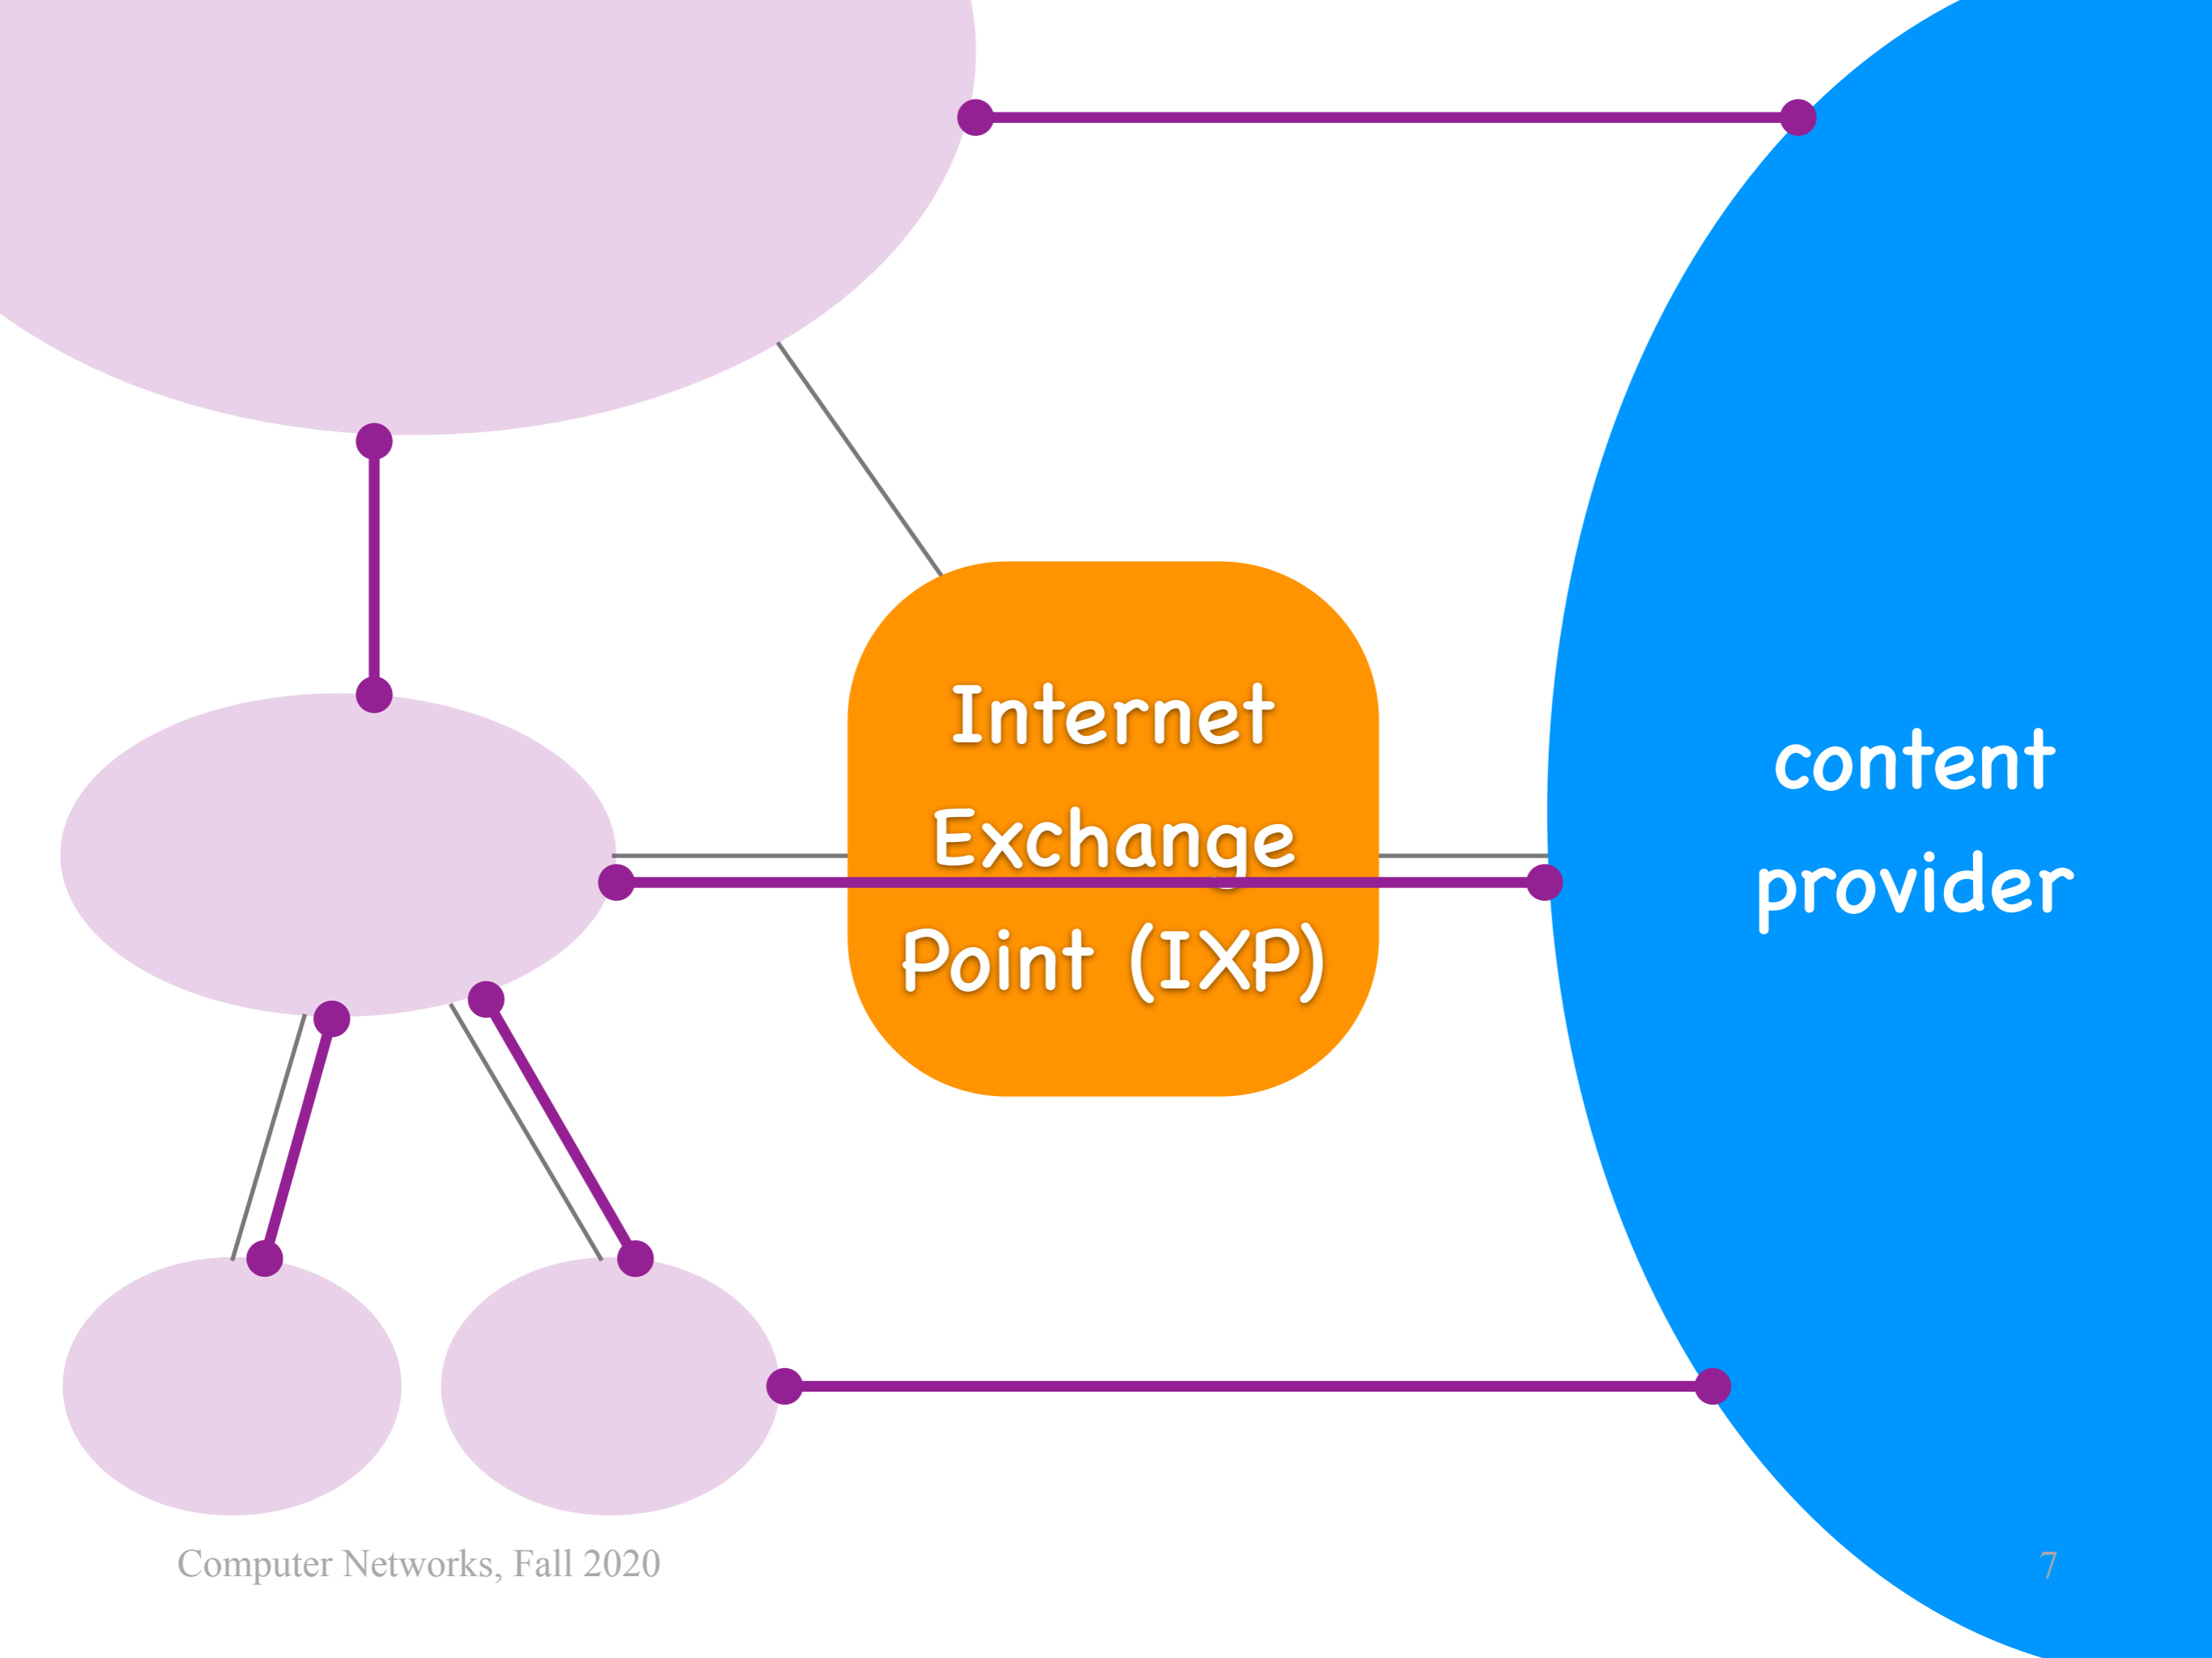 Internet
Exchange
Point (IXP)
content
provider
Computer Networks, Fall 2020
7